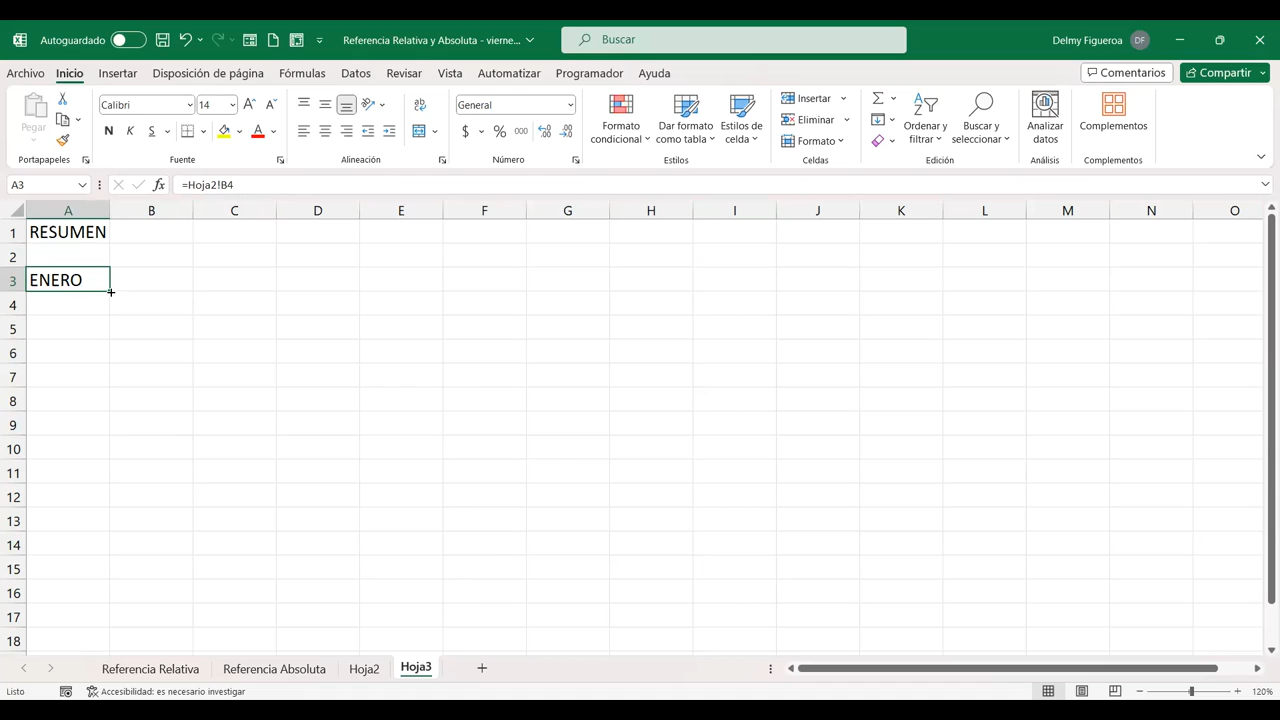 Autoguardado
Referencia Relativa y Absoluta - vierne...
Buscar
Delmy Figueroa DF
Archivo Inicio Insertar Disposición de página Fórmulas Datos Revisar Vista Automatizar Programador Ayuda
Comentarios Compartir
Pegar
Portapapeles
Calibri 14
N K S
Fuente
ab
Alineación
General
$ % 000
Número
Formato condicional
Dar formato como tabla
Estilos de celda
Estilos
Insertar
Eliminar
Formato
Celdas
Ordenar y filtrar
Buscar y seleccionar
Edición
Analizar datos
Análisis
Complementos
Complementos
A3 fx =Hoja2!B4
A B C D E F G H I J K L M N O
1 RESUMEN
2
3 ENERO
4
5
6
7
8
9
10
11
12
13
14
15
16
17
18
Referencia Relativa Referencia Absoluta Hoja2 Hoja3
Listo Accesibilidad: es necesario investigar 120%